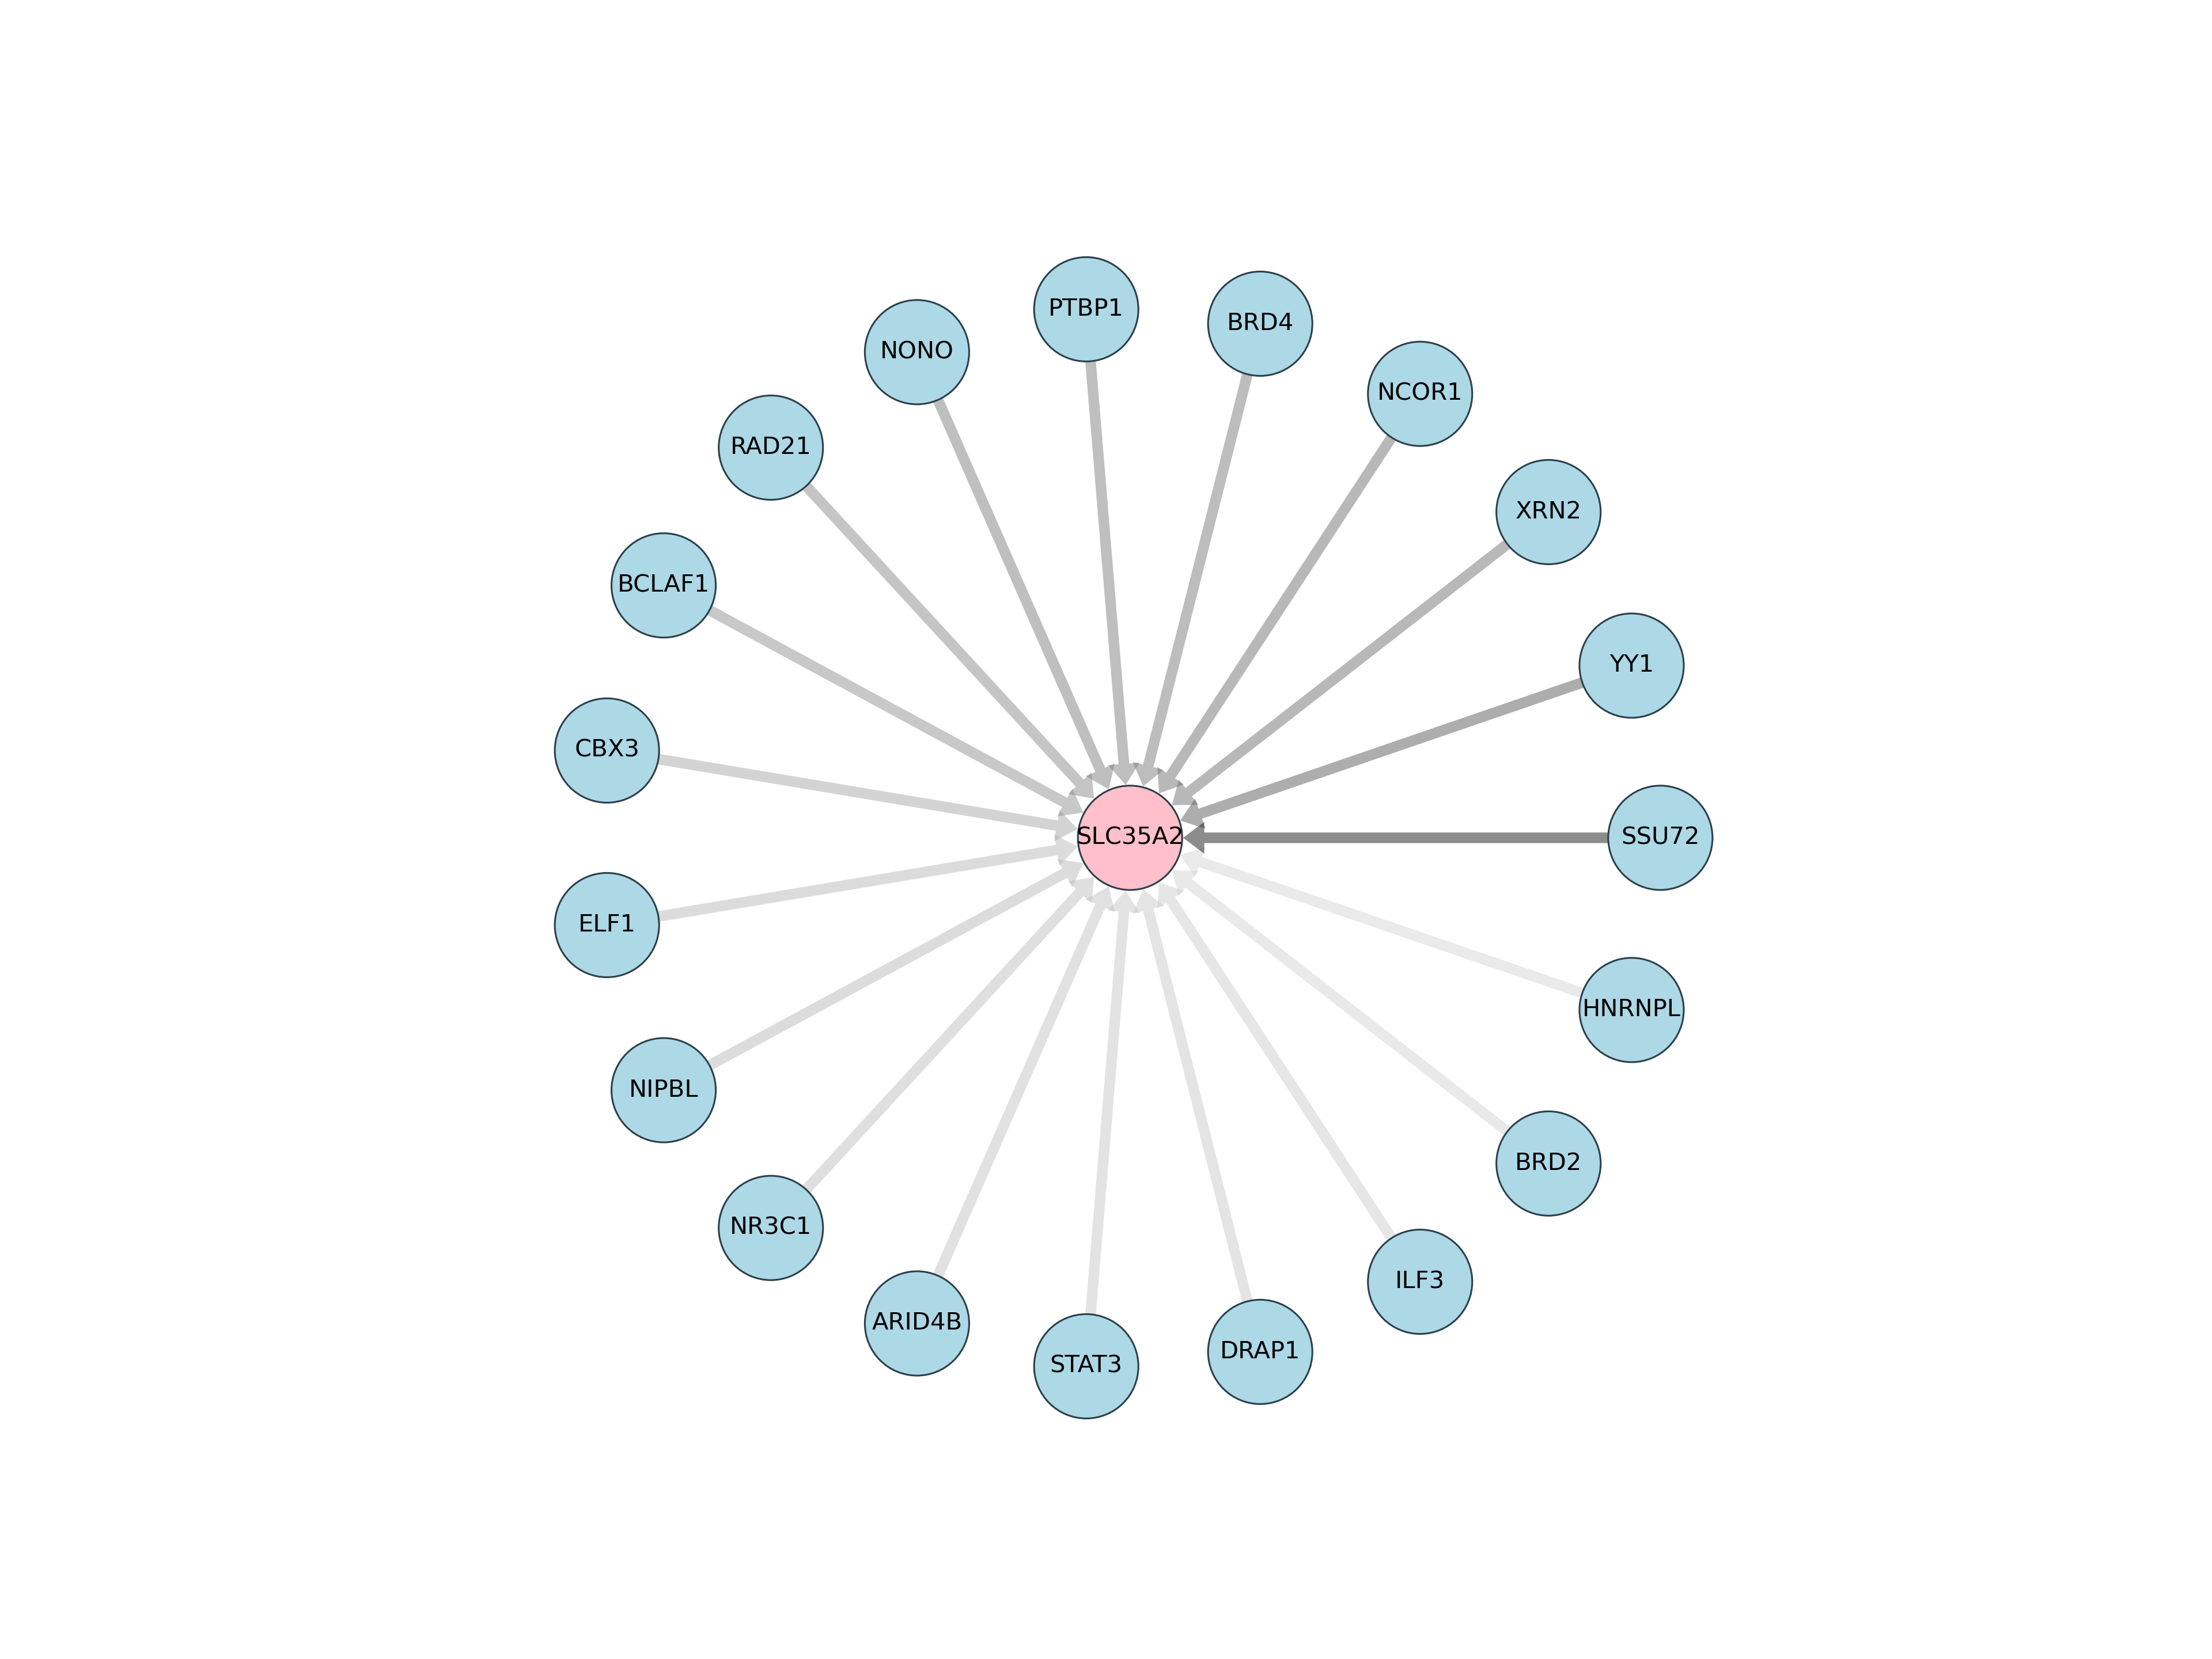 PTBP1
BRD4
NONO
NCOR1
RAD21
XRN2
BCLAF1
YY1
CBX3
SLC35A2
SSU72
ELF1
HNRNPL
NIPBL
BRD2
NR3C1
ILF3
ARID4B
DRAP1
STAT3